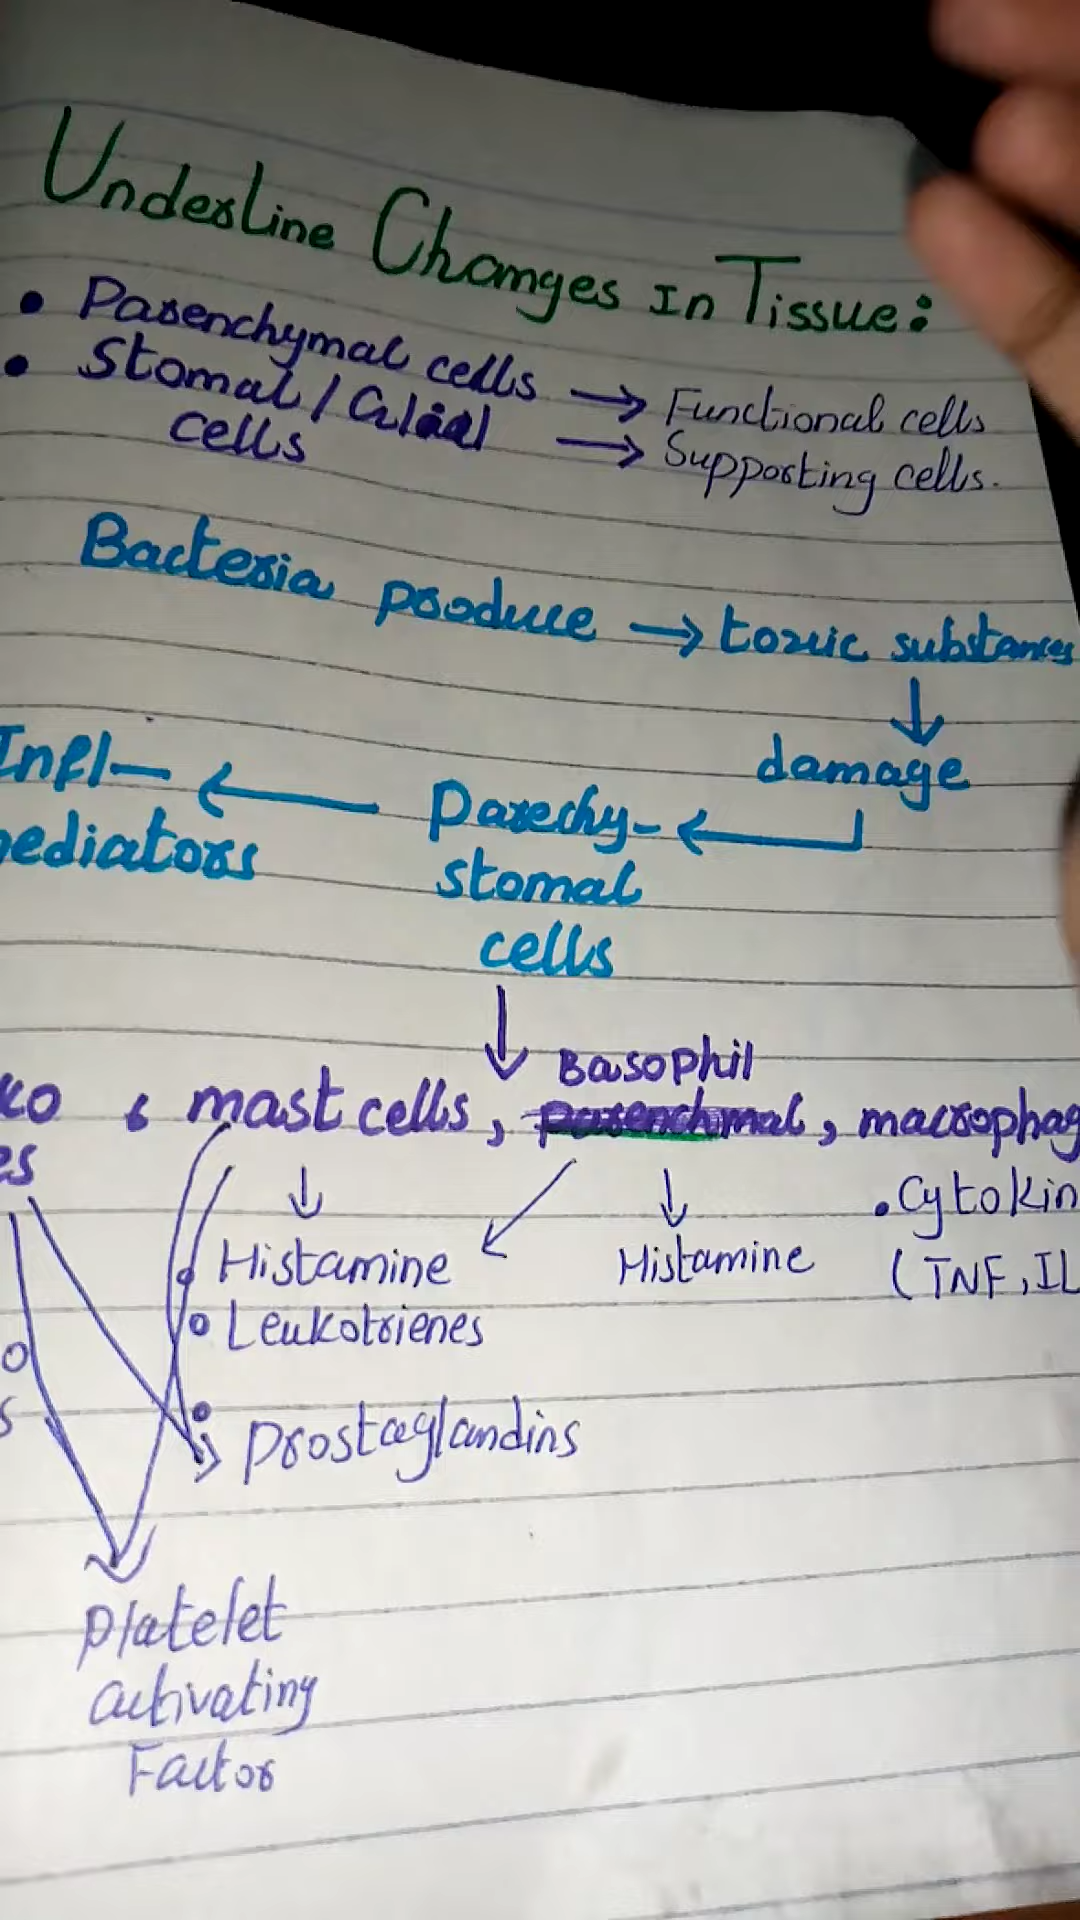 Underline Changes In Tissue:
• Parenchymal cells → Functional cells
• Stomal / Glial cells → Supporting cells.
Bacteria produce → toxic substances
↓
damage
Infl— ← Parechy-
stomal
cells
↓
Basophil
mast cells, , macrophag
↓ ↓ • Cytokin
Histamine Histamine (TNF, IL
Leukotrienes
Prostaglandins
Platelet
activating
Factor